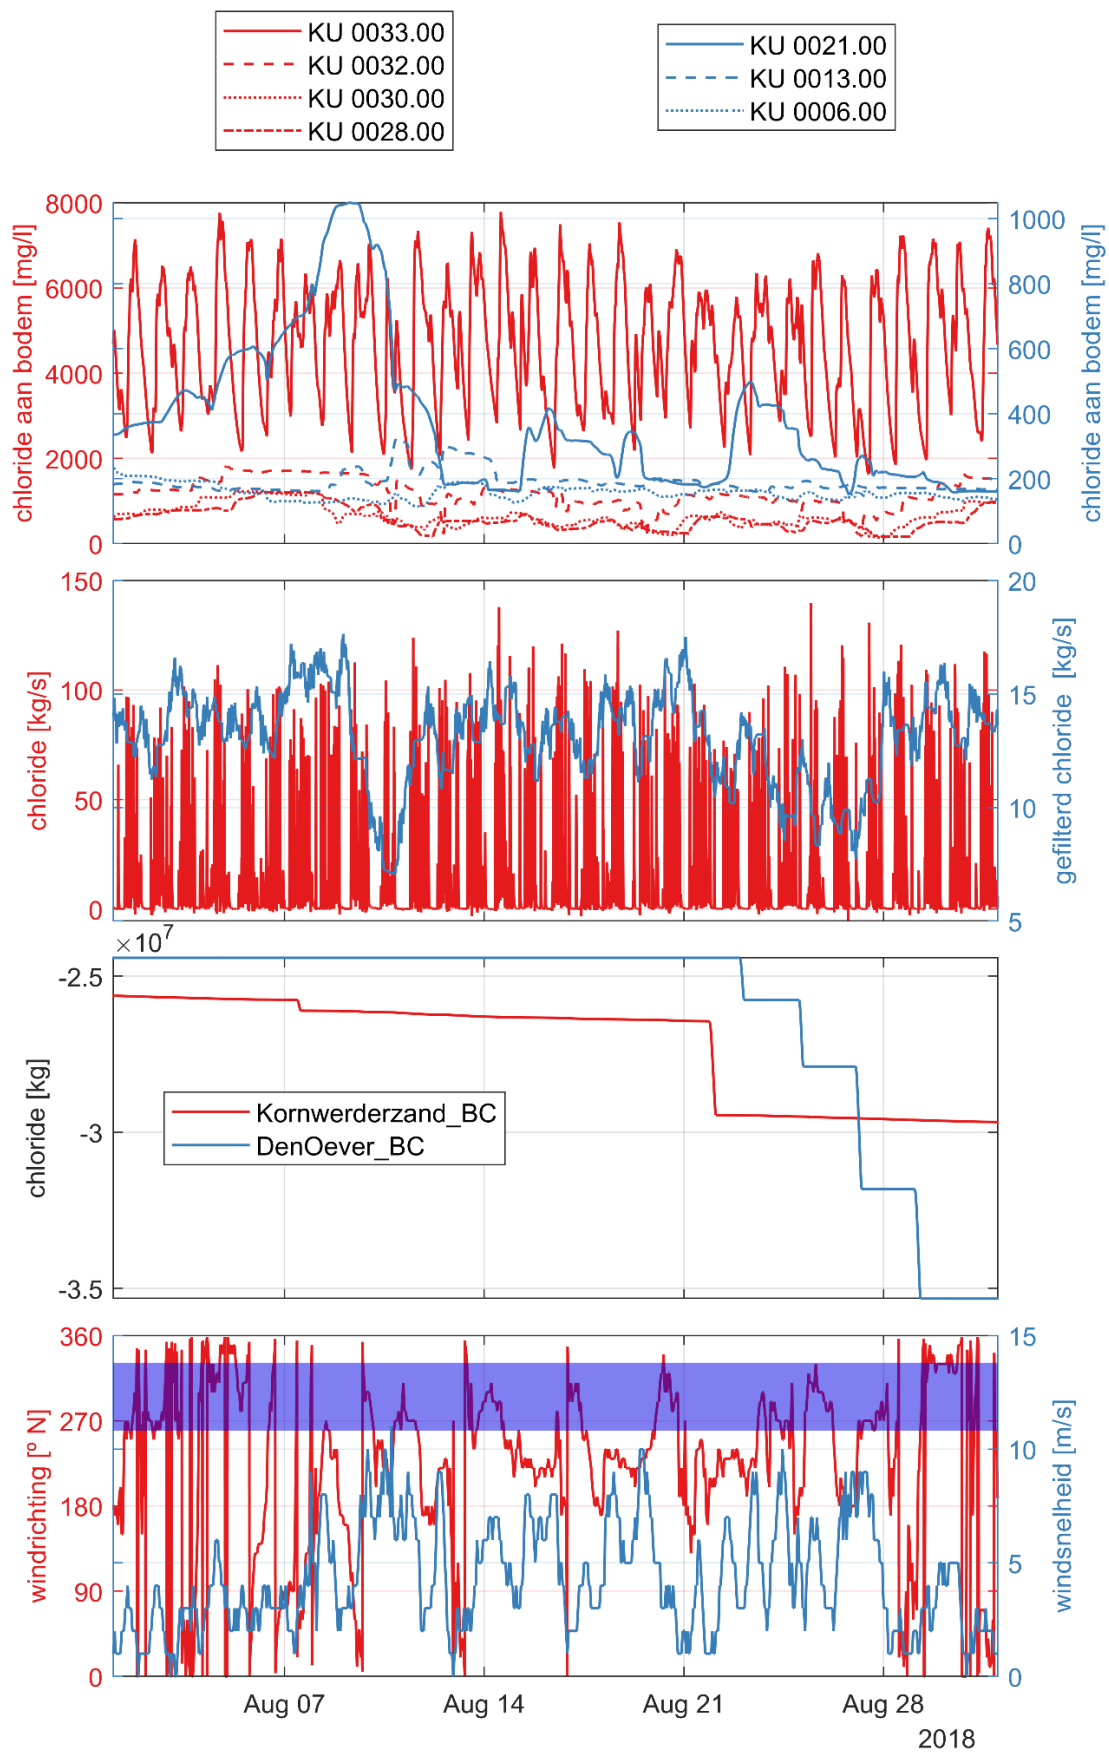 KU 0033.00
KU 0032.00
KU 0030.00
KU 0028.00
KU 0021.00
KU 0013.00
KU 0006.00
chloride aan bodem [mg/l]
8000
6000
4000
2000
0
1000
800
600
400
200
0
chloride aan bodem [mg/l]
chloride [kg/s]
150
100
50
0
20
15
10
5
gefilterd chloride [kg/s]
×10⁷
chloride [kg]
-2.5
-3
-3.5
Kornwerderzand_BC
DenOever_BC
windrichting [º N]
360
270
180
90
0
15
10
5
0
windsnelheid [m/s]
Aug 07
Aug 14
Aug 21
Aug 28
2018